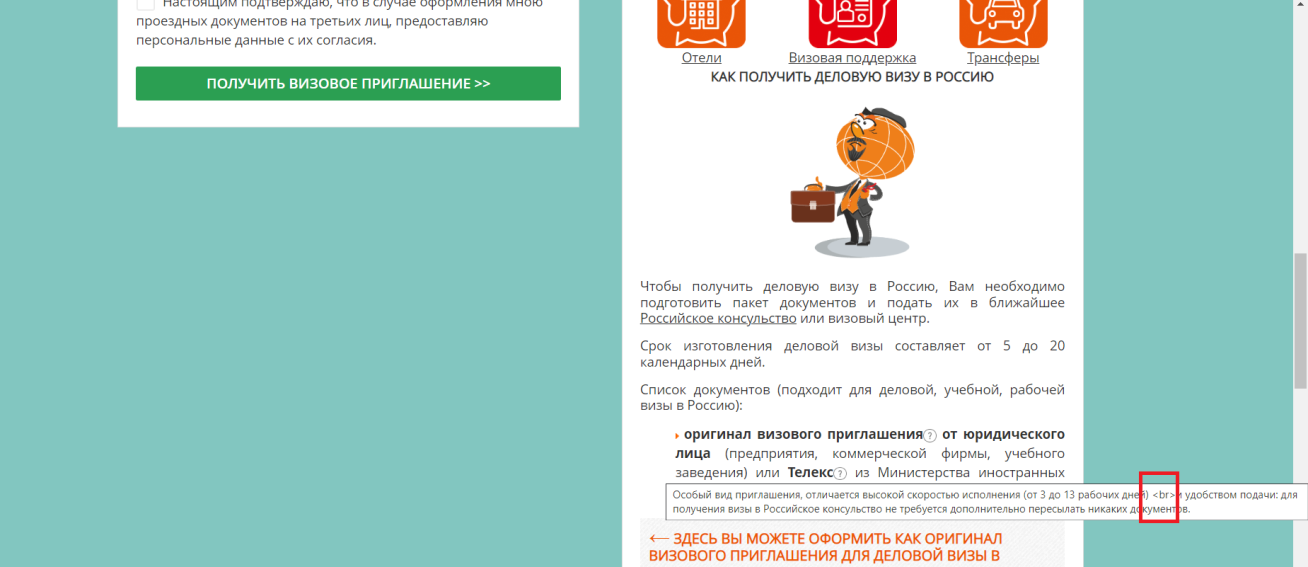 Настоящим подтверждаю, что в случае оформления мною
проездных документов на третьих лиц, предоставляю
персональные данные с их согласия.
ПОЛУЧИТЬ ВИЗОВОЕ ПРИГЛАШЕНИЕ >>
Отели
Визовая поддержка
Трансферы
КАК ПОЛУЧИТЬ ДЕЛОВУЮ ВИЗУ В РОССИЮ
Чтобы получить деловую визу в Россию, Вам необходимо
подготовить пакет документов и подать их в ближайшее
Российское консульство или визовый центр.
Срок изготовления деловой визы составляет от 5 до 20
календарных дней.
Список документов (подходит для деловой, учебной, рабочей
визы в Россию):
оригинал визового приглашения? от юридического
лица (предприятия, коммерческой фирмы, учебного
заведения) или Телекс? из Министерства иностранных
Особый вид приглашения, отличается высокой скоростью исполнения (от 3 до 13 рабочих дней) <br>и удобством подачи: для
получения визы в Российское консульство не требуется дополнительно пересылать никаких документов.
← ЗДЕСЬ ВЫ МОЖЕТЕ ОФОРМИТЬ КАК ОРИГИНАЛ
ВИЗОВОГО ПРИГЛАШЕНИЯ ДЛЯ ДЕЛОВОЙ ВИЗЫ В